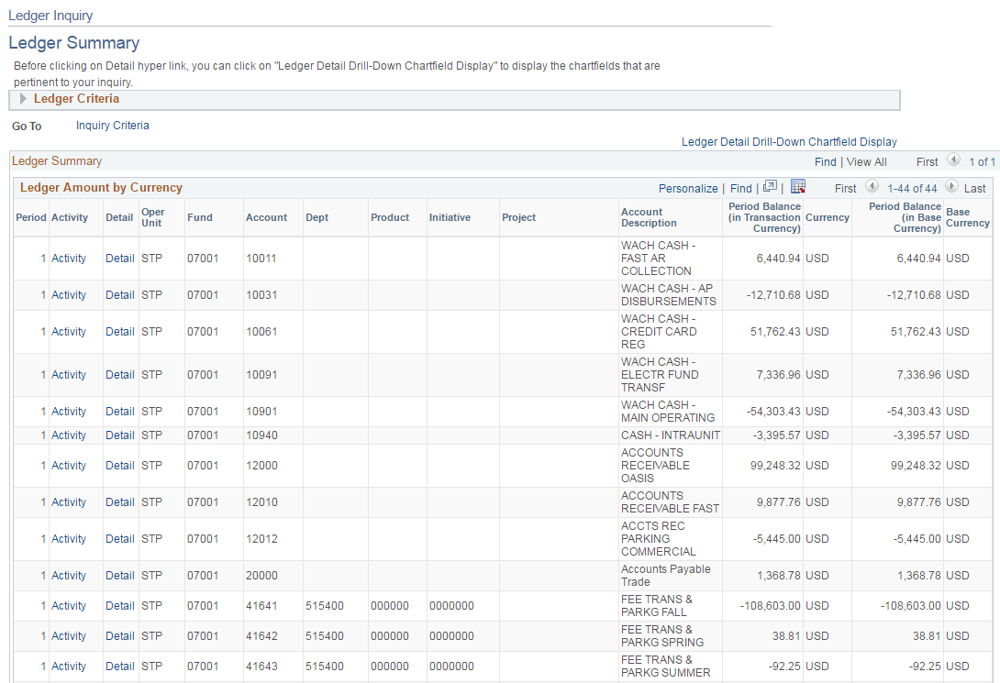 Ledger Inquiry
Ledger Summary
Before clicking on Detail hyper link, you can click on "Ledger Detail Drill-Down Chartfield Display" to display the chartfields that are
pertinent to your inquiry.
Ledger Criteria
Go To Inquiry Criteria
Ledger Detail Drill-Down Chartfield Display
Ledger Summary Find | View All First 1 of 1
Ledger Amount by Currency Personalize | Find | | First 1-44 of 44 Last
Period Activity Detail Oper Unit Fund Account Dept Product Initiative Project Account Description Period Balance (in Transaction Currency) Currency Period Balance (in Base Currency) Base Currency
1 Activity Detail STP 07001 10011 WACH CASH - FAST AR COLLECTION 6,440.94 USD 6,440.94 USD
1 Activity Detail STP 07001 10031 WACH CASH - AP DISBURSEMENTS -12,710.68 USD -12,710.68 USD
1 Activity Detail STP 07001 10061 WACH CASH - CREDIT CARD REG 51,762.43 USD 51,762.43 USD
1 Activity Detail STP 07001 10091 WACH CASH - ELECTR FUND TRANSF 7,336.96 USD 7,336.96 USD
1 Activity Detail STP 07001 10901 WACH CASH - MAIN OPERATING -54,303.43 USD -54,303.43 USD
1 Activity Detail STP 07001 10940 CASH - INTRAUNIT -3,395.57 USD -3,395.57 USD
1 Activity Detail STP 07001 12000 ACCOUNTS RECEIVABLE OASIS 99,248.32 USD 99,248.32 USD
1 Activity Detail STP 07001 12010 ACCOUNTS RECEIVABLE FAST 9,877.76 USD 9,877.76 USD
1 Activity Detail STP 07001 12012 ACCTS REC PARKING COMMERCIAL -5,445.00 USD -5,445.00 USD
1 Activity Detail STP 07001 20000 Accounts Payable Trade 1,368.78 USD 1,368.78 USD
1 Activity Detail STP 07001 41641 515400 000000 0000000 FEE TRANS & PARKG FALL -108,603.00 USD -108,603.00 USD
1 Activity Detail STP 07001 41642 515400 000000 0000000 FEE TRANS & PARKG SPRING 38.81 USD 38.81 USD
1 Activity Detail STP 07001 41643 515400 000000 0000000 FEE TRANS & PARKG SUMMER -92.25 USD -92.25 USD